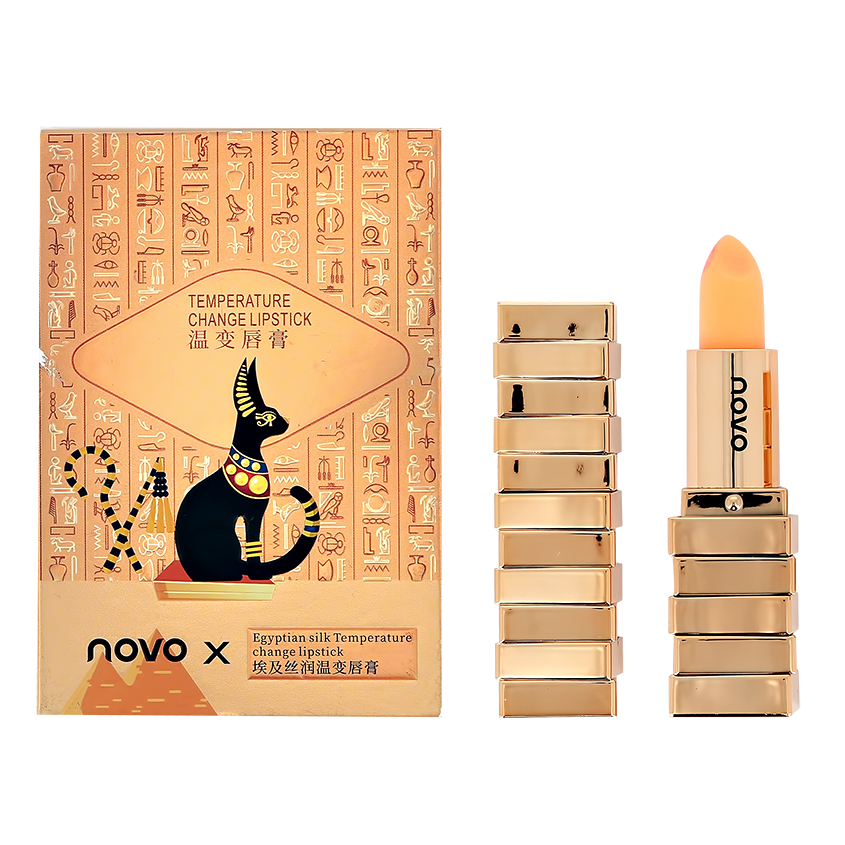 TEMPERATURE
CHANGE LIPSTICK
温变唇膏
novo X
Egyptian silk Temperature
change lipstick
埃及丝润温变唇膏
novo